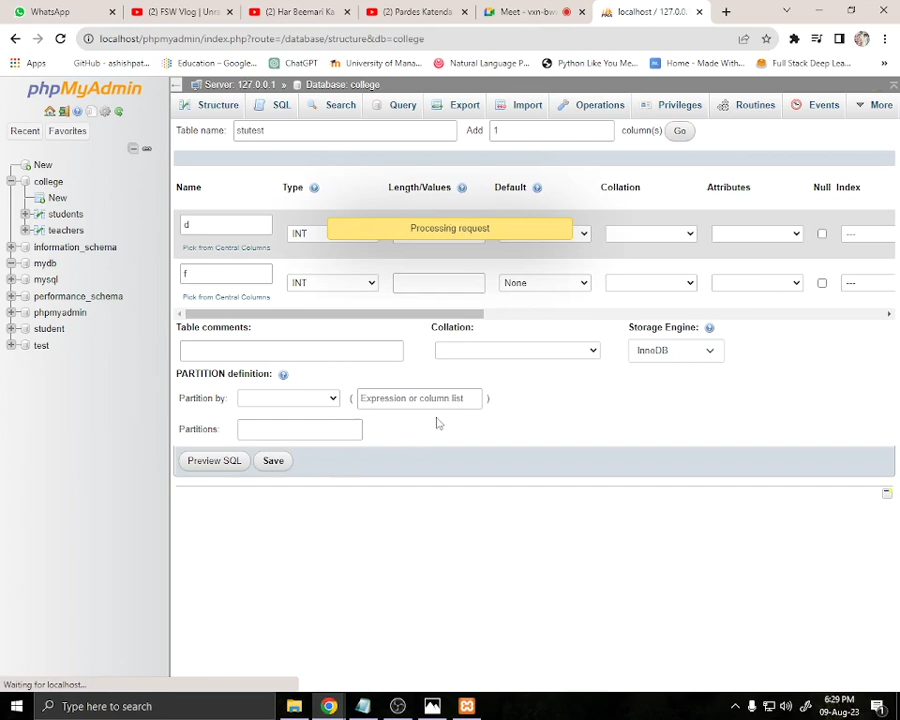 WhatsApp
(2) FSW Vlog | Unra
(2) Har Beemari Ka
(2) Pardes Katenda
Meet - vxn-bw
localhost / 127.0.0.
localhost/phpmyadmin/index.php?route=/database/structure&db=college
Apps
GitHub - ashishpat...
Education – Google...
ChatGPT
University of Mana...
Natural Language P...
Python Like You Me...
Home - Made With...
Full Stack Deep Lea...
phpMyAdmin
Recent
Favorites
New
college
New
students
teachers
information_schema
mydb
mysql
performance_schema
phpmyadmin
student
test
Server: 127.0.0.1 »
Database: college
Structure
SQL
Search
Query
Export
Import
Operations
Privileges
Routines
Events
More
Table name:
stutest
Add
1
column(s)
Go
Name
Type
Length/Values
Default
Collation
Attributes
Null
Index
d
INT
---
Pick from Central Columns
Processing request
f
INT
None
---
Pick from Central Columns
Table comments:
Collation:
Storage Engine:
InnoDB
PARTITION definition:
Partition by:
( Expression or column list )
Partitions:
Preview SQL
Save
Waiting for localhost...
Type here to search
6:29 PM
09-Aug-23
1